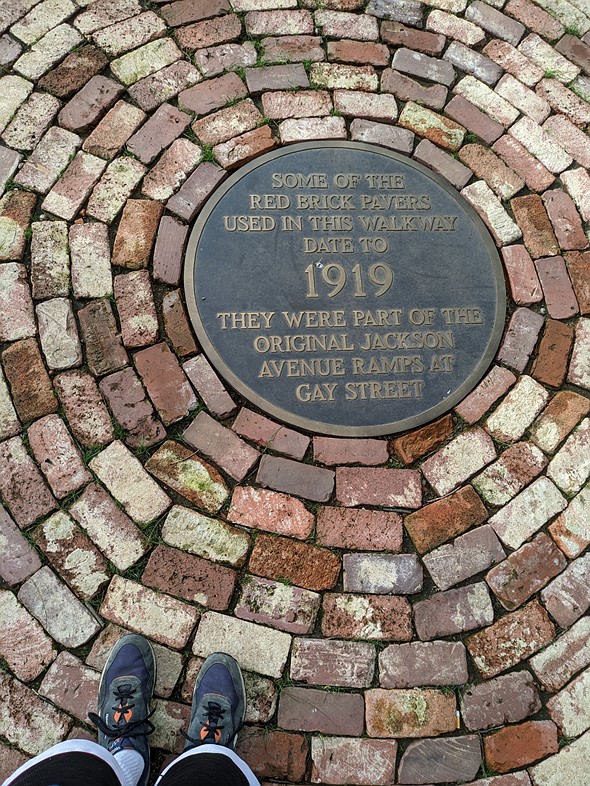 SOME OF THE
RED BRICK PAVERS
USED IN THIS WALKWAY
DATE TO
1919
THEY WERE PART OF THE
ORIGINAL JACKSON
AVENUE RAMPS AT
GAY STREET